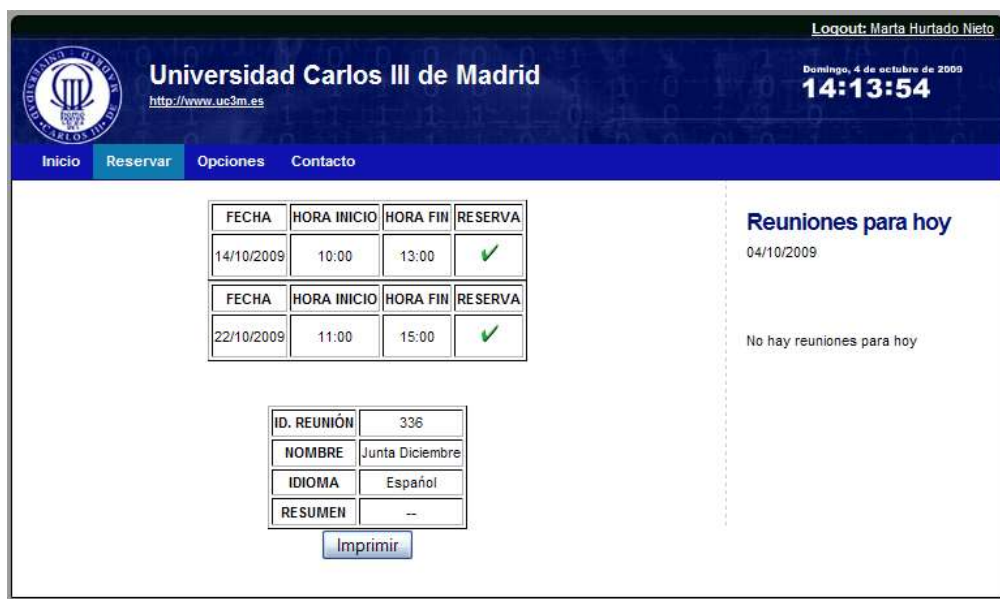 Logout: Marta Hurtado Nieto
Universidad Carlos III de Madrid
http://www.uc3m.es
Domingo, 4 de octubre de 2009
14:13:54
Inicio Reservar Opciones Contacto
FECHA HORA INICIO HORA FIN RESERVA
14/10/2009 10:00 13:00
FECHA HORA INICIO HORA FIN RESERVA
22/10/2009 11:00 15:00
Reuniones para hoy
04/10/2009
No hay reuniones para hoy
ID. REUNIÓN 336
NOMBRE Junta Diciembre
IDIOMA Español
RESUMEN --
Imprimir